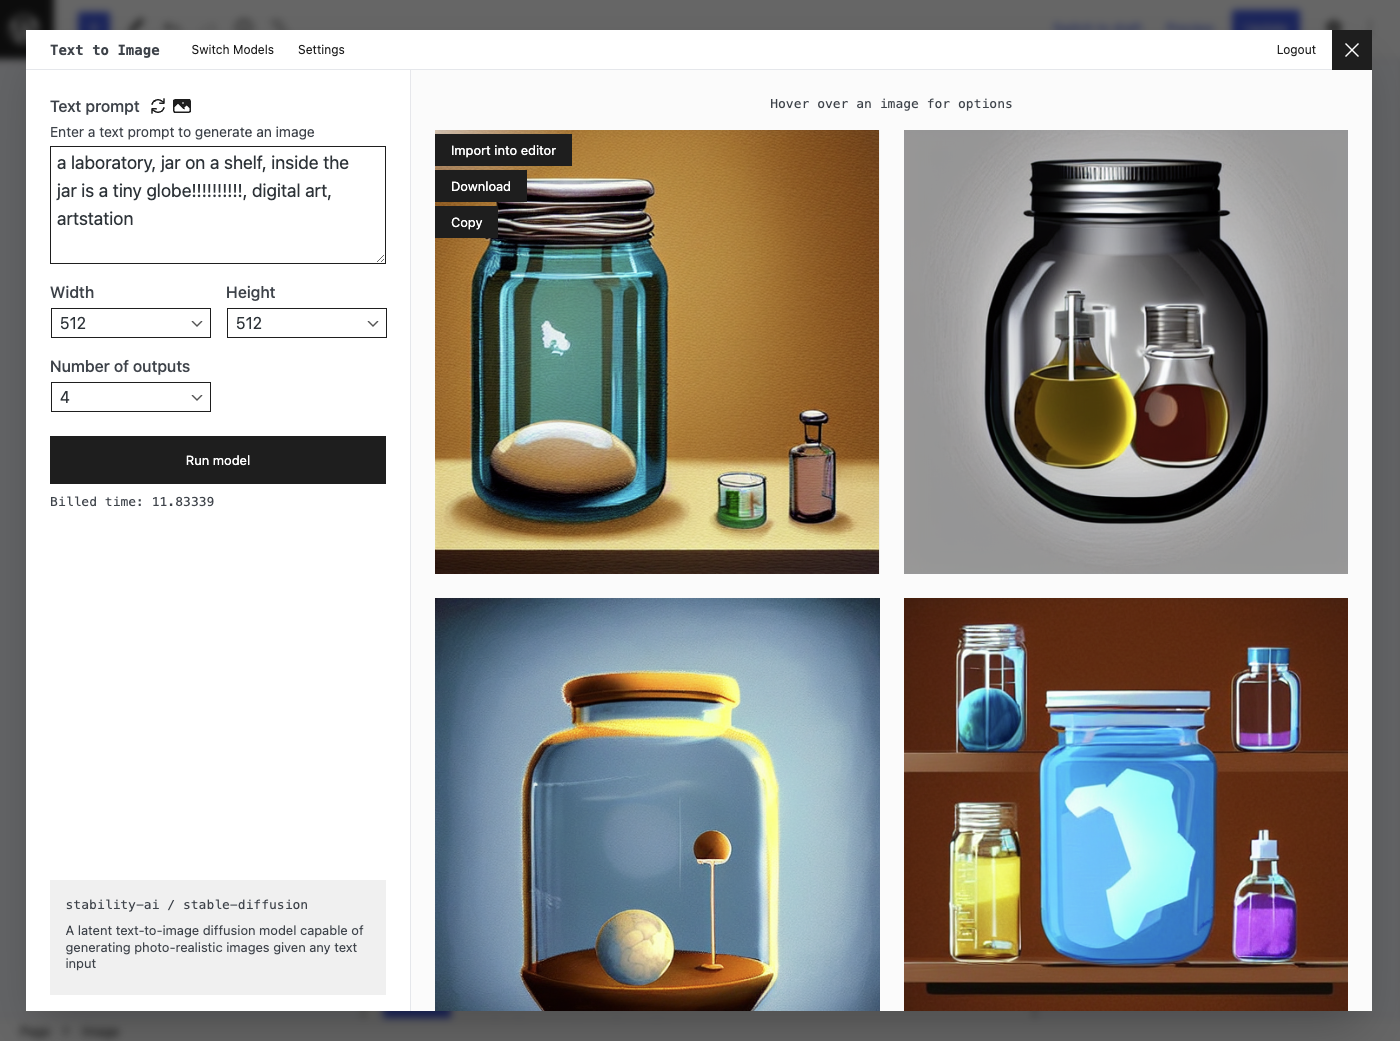 Text to Image
Switch Models
Settings
Logout
Text prompt
Enter a text prompt to generate an image
a laboratory, jar on a shelf, inside the
jar is a tiny globe!!!!!!!!!!, digital art,
artstation
Width
Height
512
512
Number of outputs
4
Run model
Billed time: 11.83339
stability-ai / stable-diffusion
A latent text-to-image diffusion model capable of
generating photo-realistic images given any text
input
Hover over an image for options
Import into editor
Download
Copy